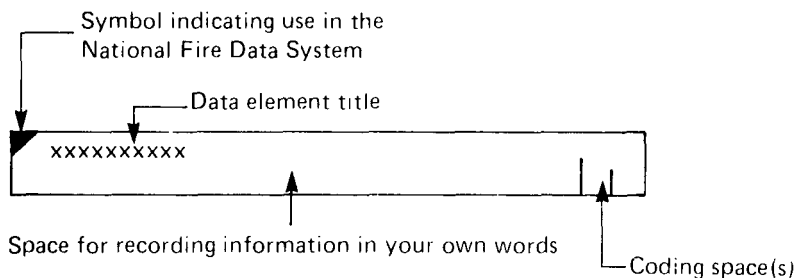 Symbol indicating use in the
National Fire Data System
Data element title
xxxxxxxxxx
Space for recording information in your own words
Coding space(s)